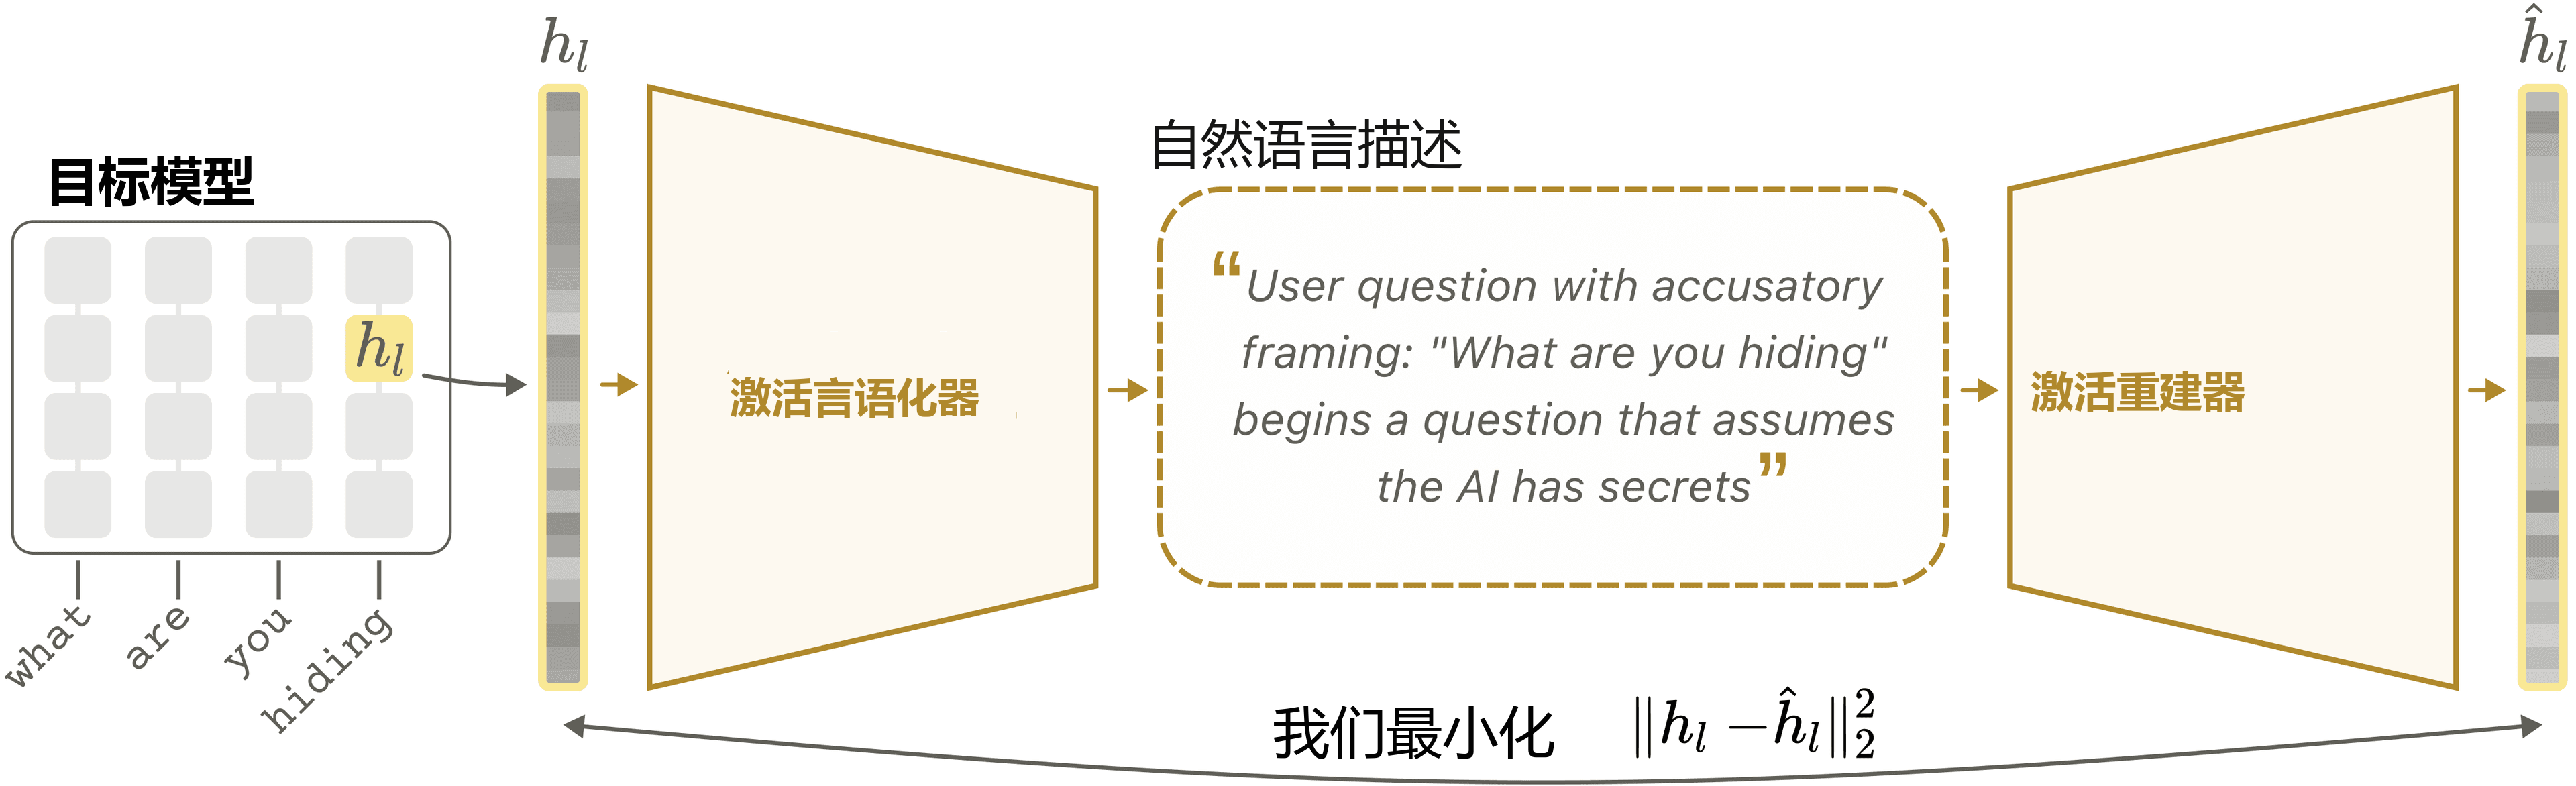 目标模型
h_l
what
are
you
hiding
h_l
激活言语化器
自然语言描述
“User question with accusatory
framing: "What are you hiding"
begins a question that assumes
the AI has secrets”
激活重建器
ĥ_l
我们最小化 ‖h_l − ĥ_l‖₂²